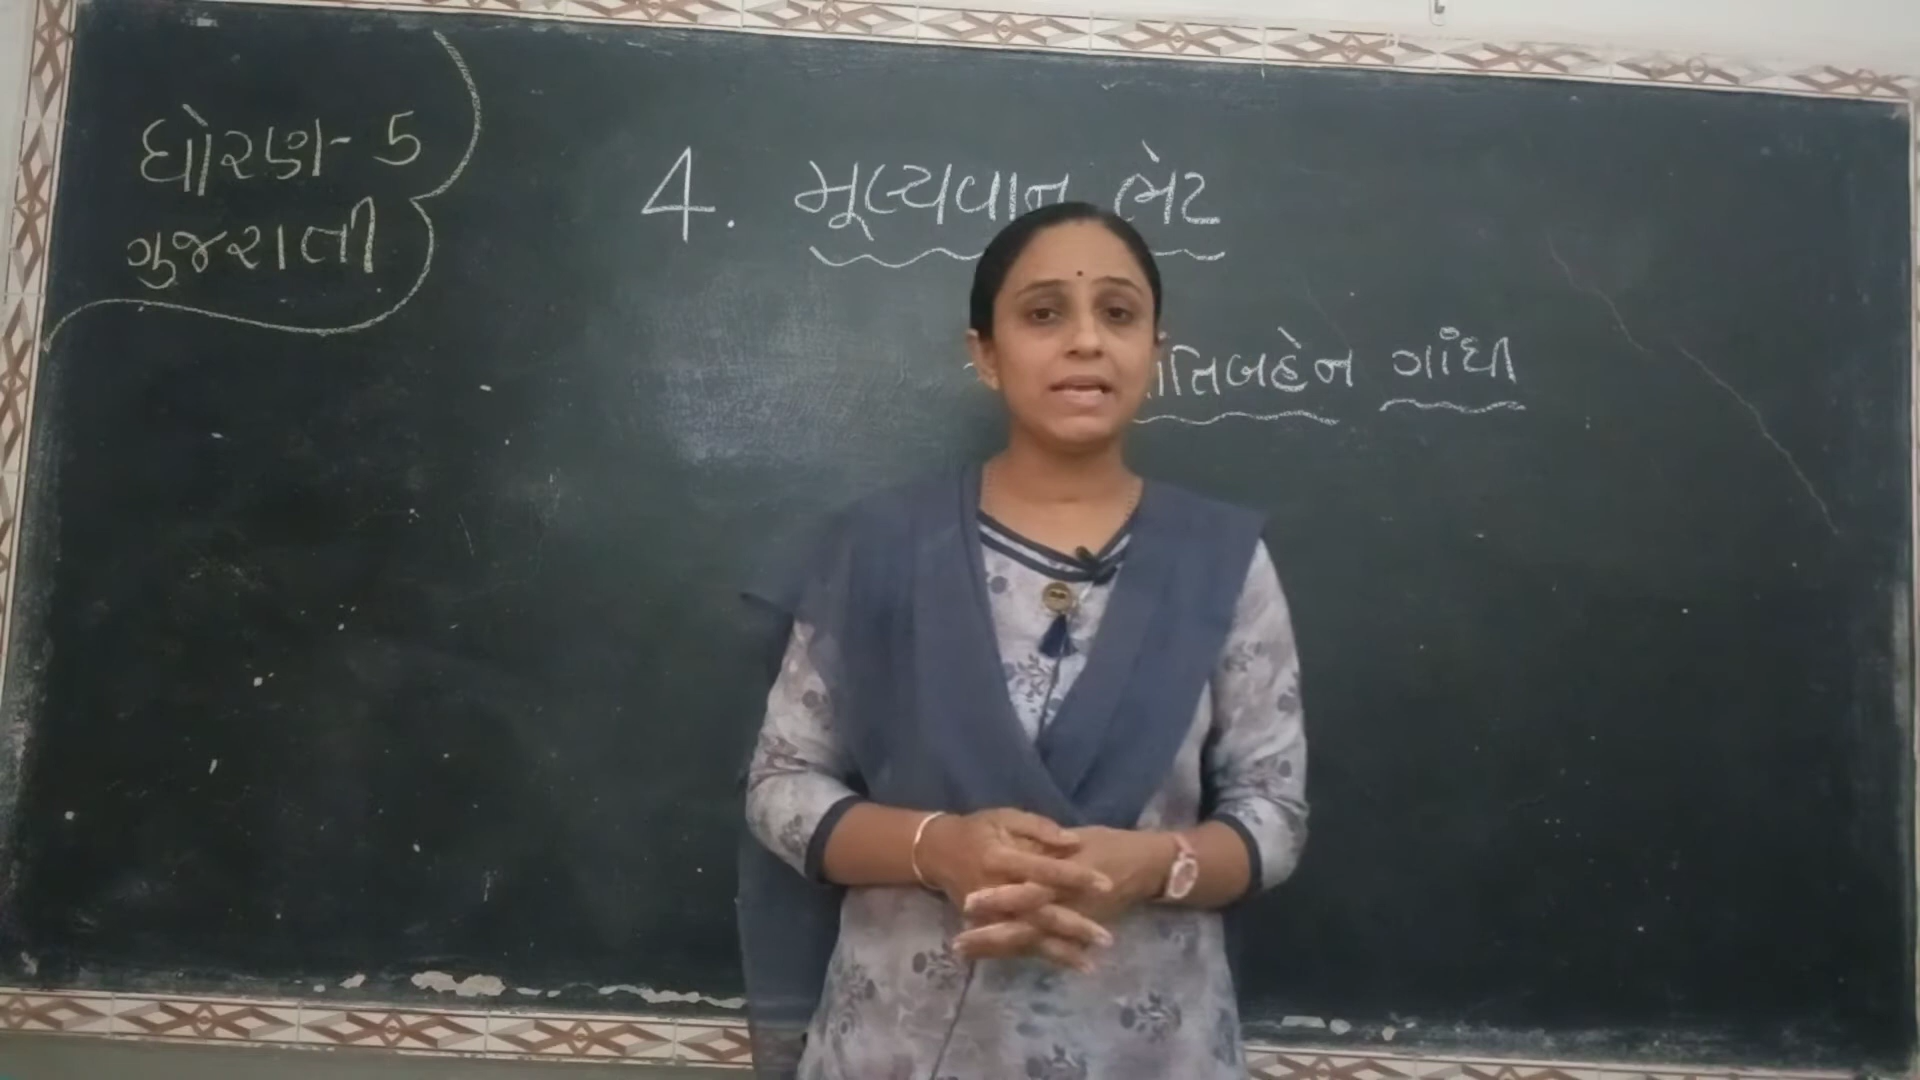 ધોરણ- 5
ગુજરાતી
4. મૂલ્યવાન ભેટ
ગાંધી